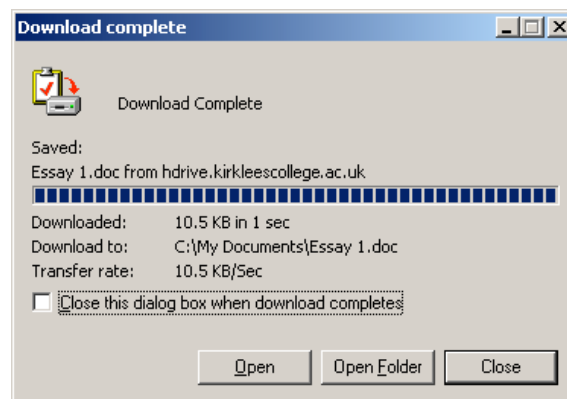 Download complete
Download Complete
Saved:
Essay 1.doc from hdrive.kirkleescollege.ac.uk
Downloaded: 10.5 KB in 1 sec
Download to: C:\My Documents\Essay 1.doc
Transfer rate: 10.5 KB/Sec
Close this dialog box when download completes
Open Open Folder Close